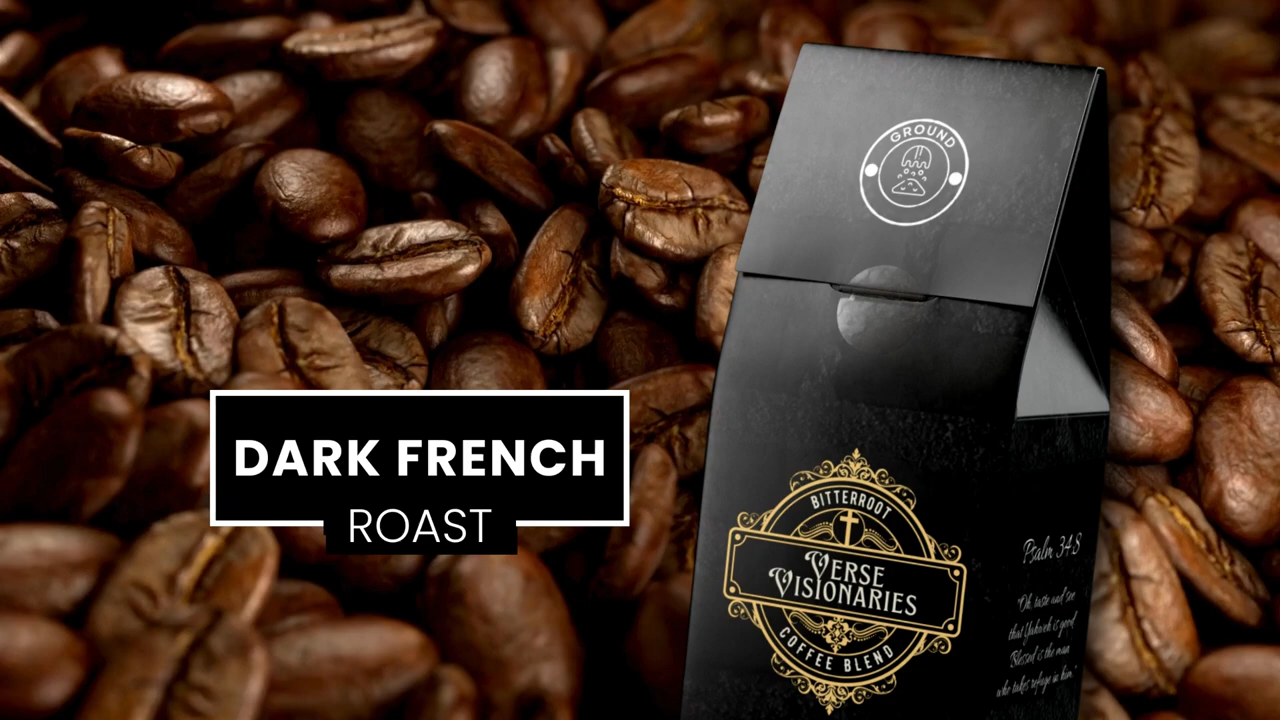 DARK FRENCH
ROAST
GROUND
BITTERROOT
VERSE
VISIONARIES
COFFEE BLEND
Psalm 34:8
"Oh, taste and see
that Yahweh is good
Blessed is the man
who takes refuge in him."